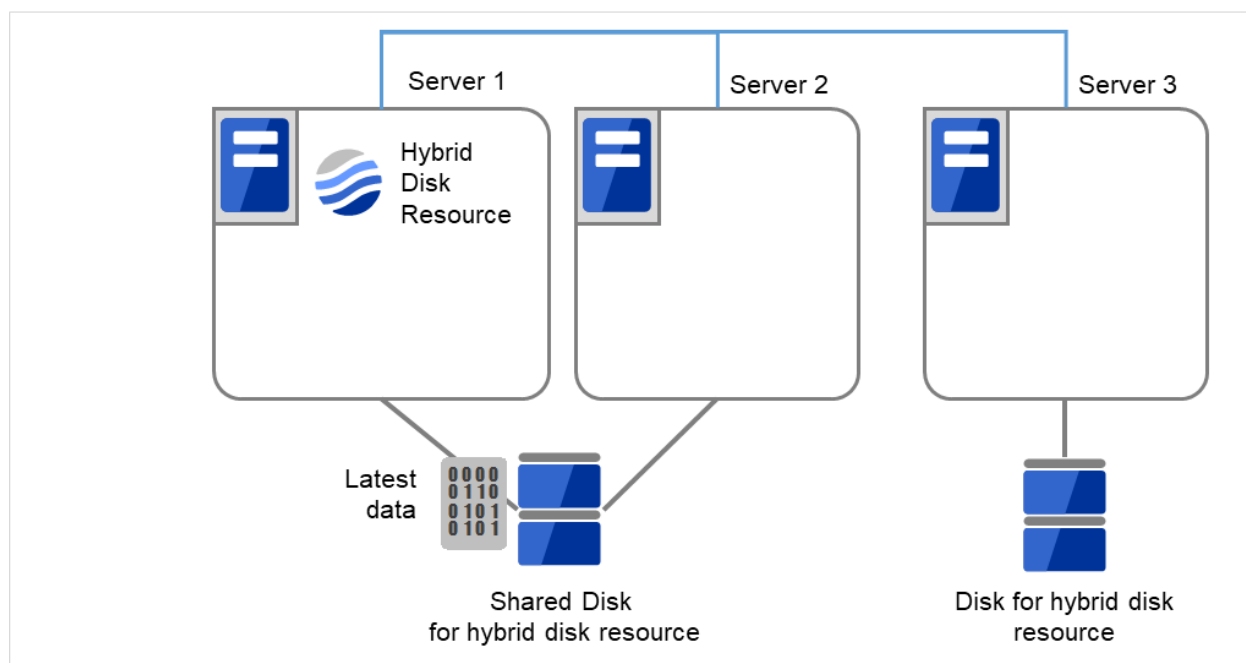 Server 1
Server 2
Server 3
Hybrid
Disk
Resource
Latest
data
0000
0110
0101
0101
Shared Disk
for hybrid disk resource
Disk for hybrid disk
resource